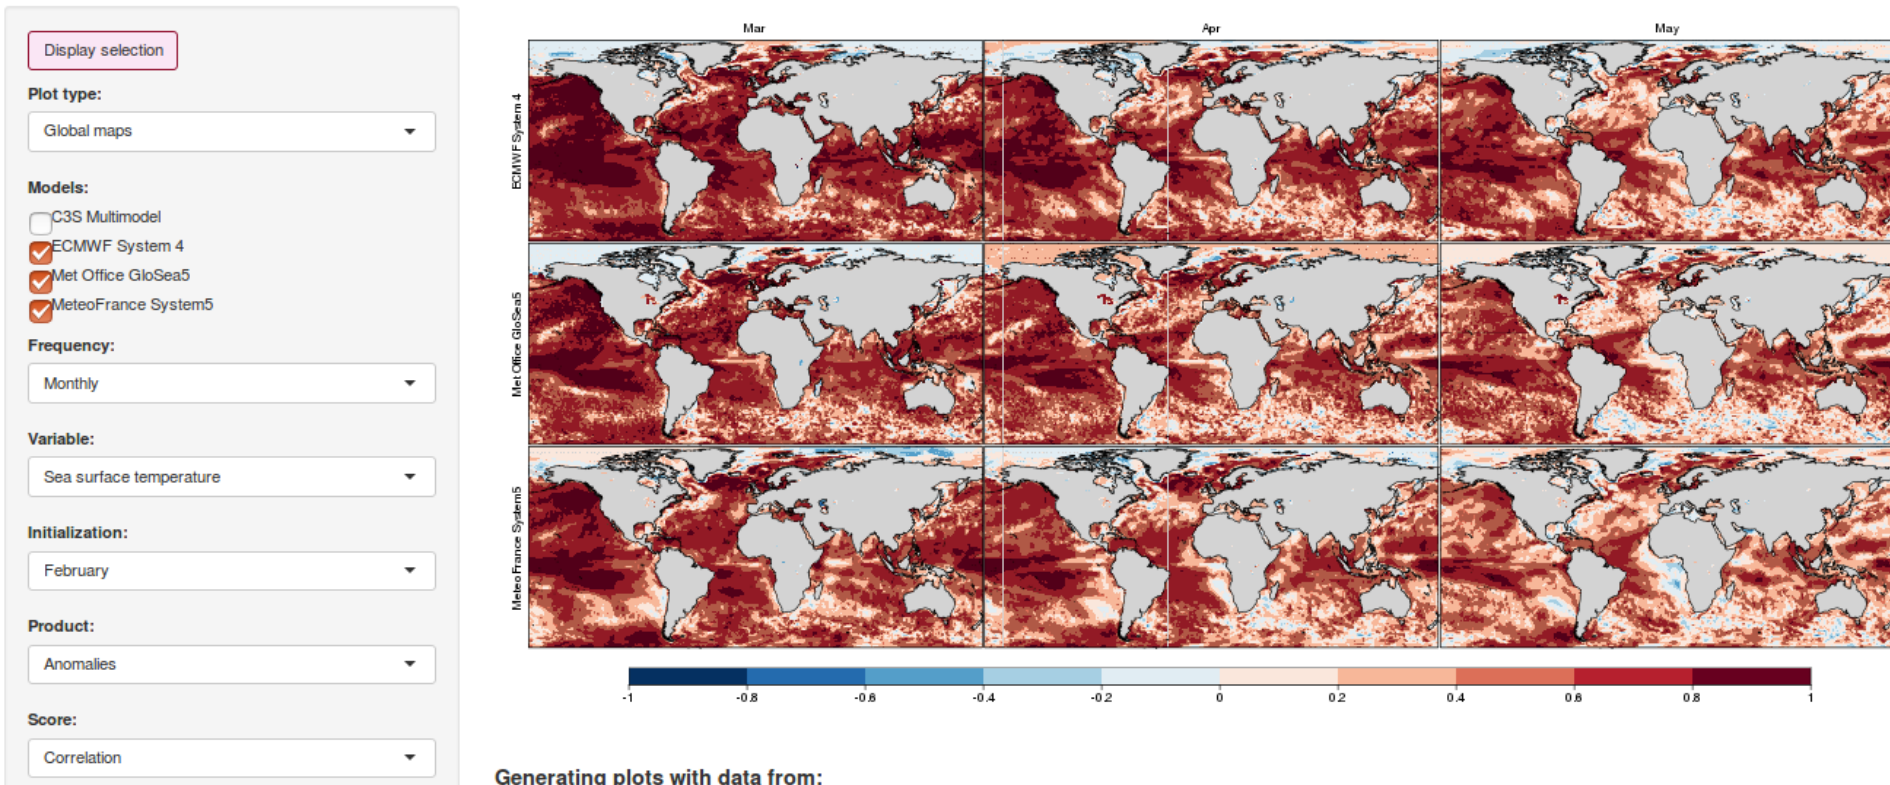 Display selection
Plot type:
Global maps
Models:
C3S Multimodel
ECMWF System 4
Met Office GloSea5
MeteoFrance System5
Frequency:
Monthly
Variable:
Sea surface temperature
Initialization:
February
Product:
Anomalies
Score:
Correlation
Mar Apr May
ECMWF System 4
Met Office GloSea5
MeteoFrance System5
-1 -0.8 -0.6 -0.4 -0.2 0 0.2 0.4 0.6 0.8 1
Generating plots with data from: